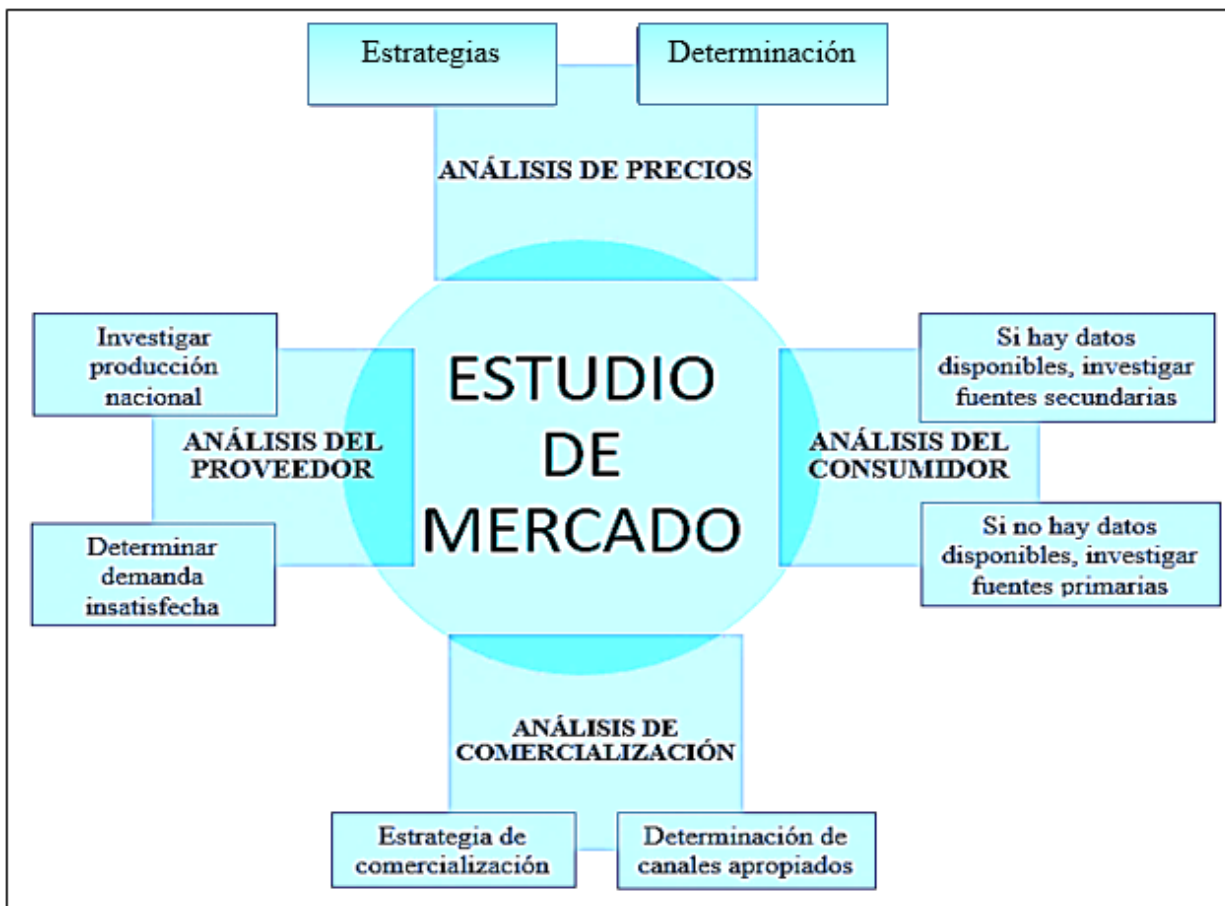 Estrategias
Determinación
ANÁLISIS DE PRECIOS
Investigar
producción
nacional
ANÁLISIS DEL
PROVEEDOR
Determinar
demanda
insatisfecha
ESTUDIO
DE
MERCADO
Si hay datos
disponibles, investigar
fuentes secundarias
ANÁLISIS DEL
CONSUMIDOR
Si no hay datos
disponibles, investigar
fuentes primarias
ANÁLISIS DE
COMERCIALIZACIÓN
Estrategia de
comercialización
Determinación de
canales apropiados